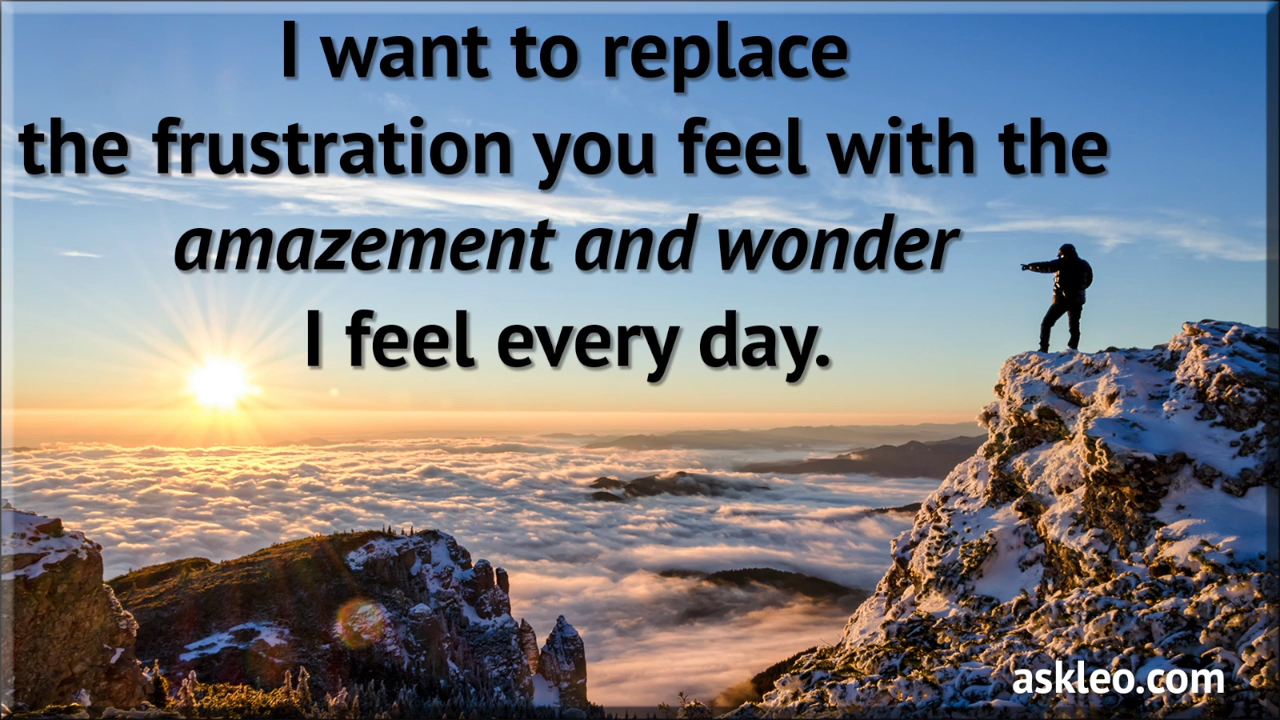 I want to replace
the frustration you feel with the
amazement and wonder
I feel every day.
askleo.com